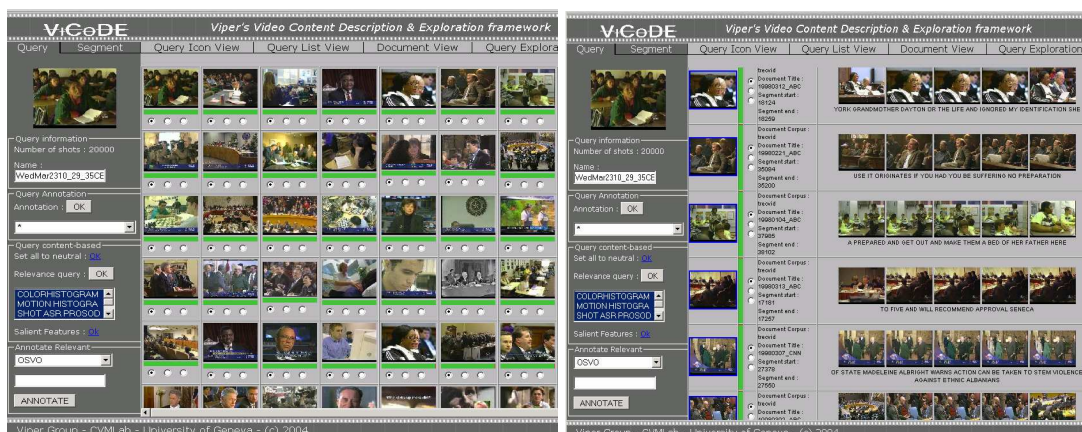 ViCoDE
Viper's Video Content Description & Exploration framework
Query Segment Query Icon View Query List View Document View Query Explora
Query information
Number of shots : 20000
Name :
WedMar2310_29_35CE
Query Annotation
Annotation : OK
*
Query content-based
Set all to neutral : OK
Relevance query : OK
COLORHISTOGRAM
MOTION HISTOGRA
SHOT ASR PROSOD
Salient Features : Ok
Annotate Relevant
OSVO
ANNOTATE
Viper Group - CVMLab - University of Geneva - (c) 2004
ViCoDE
Viper's Video Content Description & Exploration framework
Query Segment Query Icon View Query List View Document View Query Exploration
Query information
Number of shots : 20000
Name :
WedMar2310_29_35CE
Query Annotation
Annotation : OK
*
Query content-based
Set all to neutral : OK
Relevance query : OK
COLORHISTOGRAM
MOTION HISTOGRA
SHOT ASR PROSOD
Salient Features : Ok
Annotate Relevant
OSVO
ANNOTATE
trecvid
Document Title :
19980312_ABC
Segment start :
16124
Segment end :
16259
YORK GRANDMOTHER DAYTON OR THE LIFE AND IGNORED MY IDENTIFICATION SHE
Document Corpus :
trecvid
Document Title :
19980221_ABC
Segment start :
35094
Segment end :
35200
USE IT ORIGINATES IF YOU HAD YOU BE SUFFERING NO PREPARATION
Document Corpus :
trecvid
Document Title :
19980104_ABC
Segment start :
37985
Segment end :
38102
A PREPARED AND GET OUT AND MAKE THEM A BED OF HER FATHER HERE
Document Corpus :
trecvid
Document Title :
19980313_ABC
Segment start :
17181
Segment end :
17257
TO FIVE AND WILL RECOMMEND APPROVAL SENECA
Document Corpus :
trecvid
Document Title :
19980307_CNN
Segment start :
27378
Segment end :
27550
OF STATE MADELEINE ALBRIGHT WARNS ACTION CAN BE TAKEN TO STEM VIOLENCE
AGAINST ETHNIC ALBANIANS
Document Corpus :
trecvid
Document Title :
Viper Group - CVMLab - University of Geneva - (c) 2004